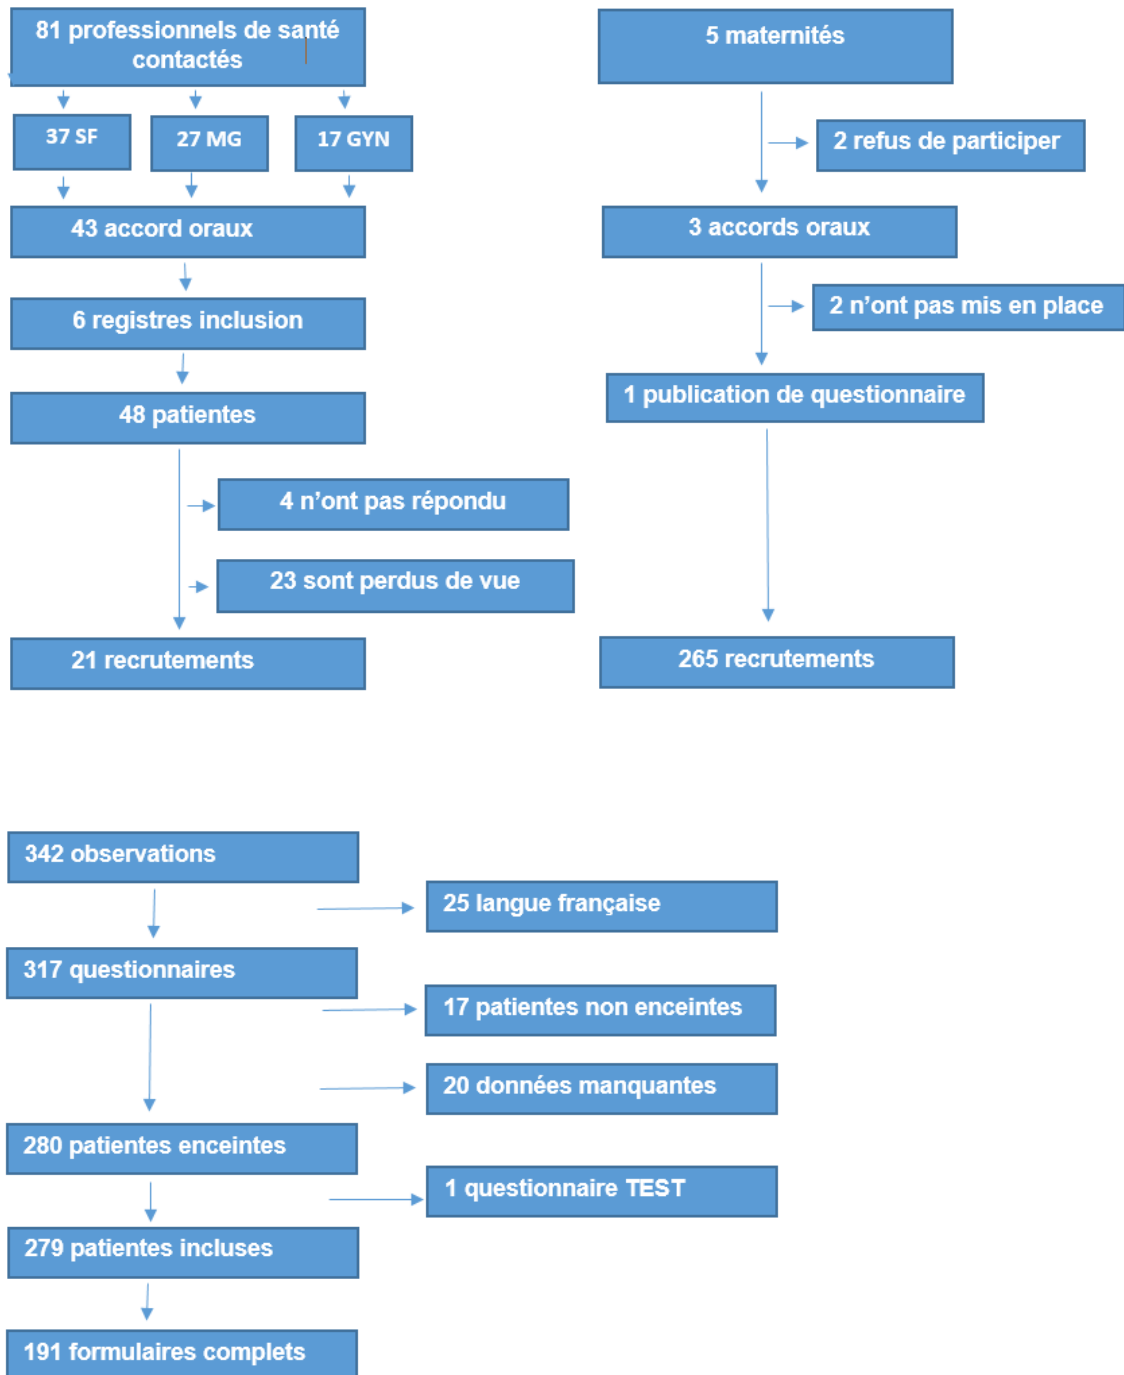 81 professionnels de santé
contactés
37 SF
27 MG
17 GYN
43 accord oraux
6 registres inclusion
48 patientes
4 n'ont pas répondu
23 sont perdus de vue
21 recrutements
5 maternités
2 refus de participer
3 accords oraux
2 n'ont pas mis en place
1 publication de questionnaire
265 recrutements
342 observations
25 langue française
317 questionnaires
17 patientes non enceintes
20 données manquantes
280 patientes enceintes
1 questionnaire TEST
279 patientes incluses
191 formulaires complets